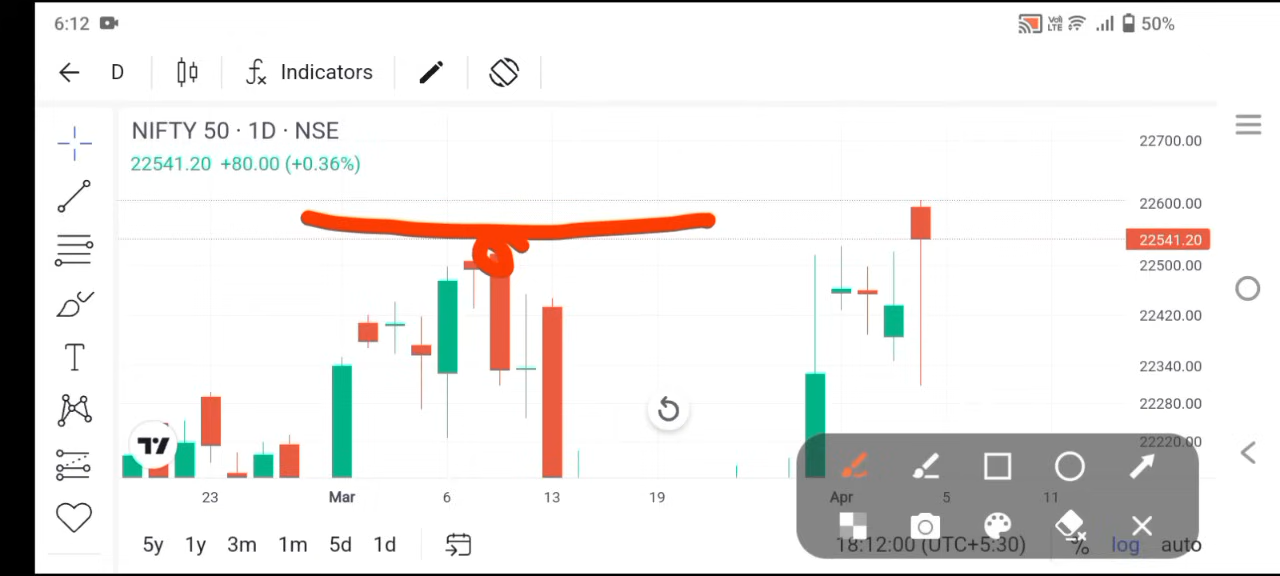 6:12
Vo) LTE 50%
D Indicators
NIFTY 50 · 1D · NSE
22541.20 +80.00 (+0.36%)
22700.00
22600.00
22541.20
22500.00
22420.00
22340.00
22280.00
22220.00
23 Mar 6 13 19 Apr 5 11
5y 1y 3m 1m 5d 1d 18:12:00 (UTC+5:30) % log auto